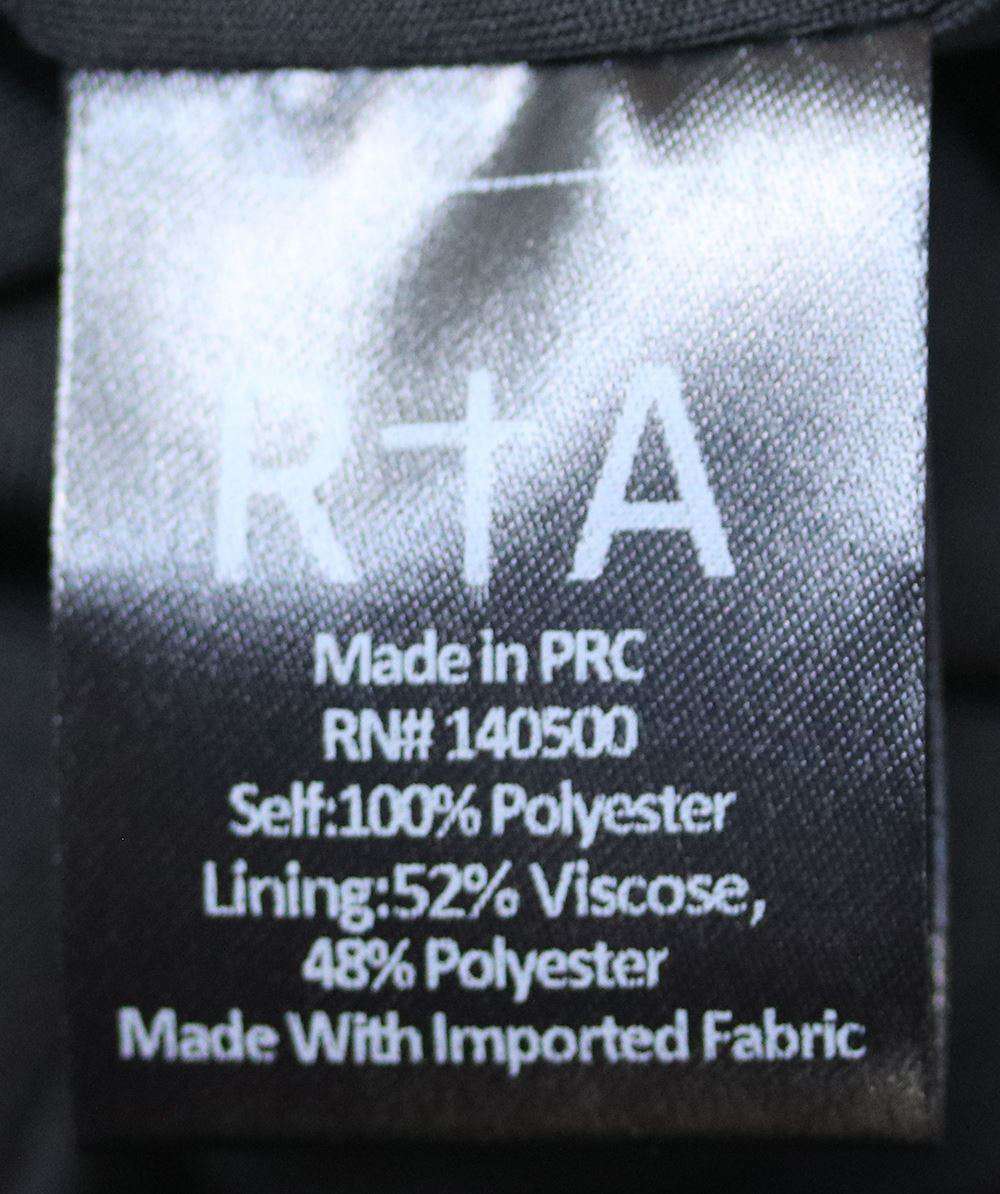 R†A
Made in PRC
RN# 140500
Self:100% Polyester
Lining:52% Viscose,
48% Polyester
Made With Imported Fabric